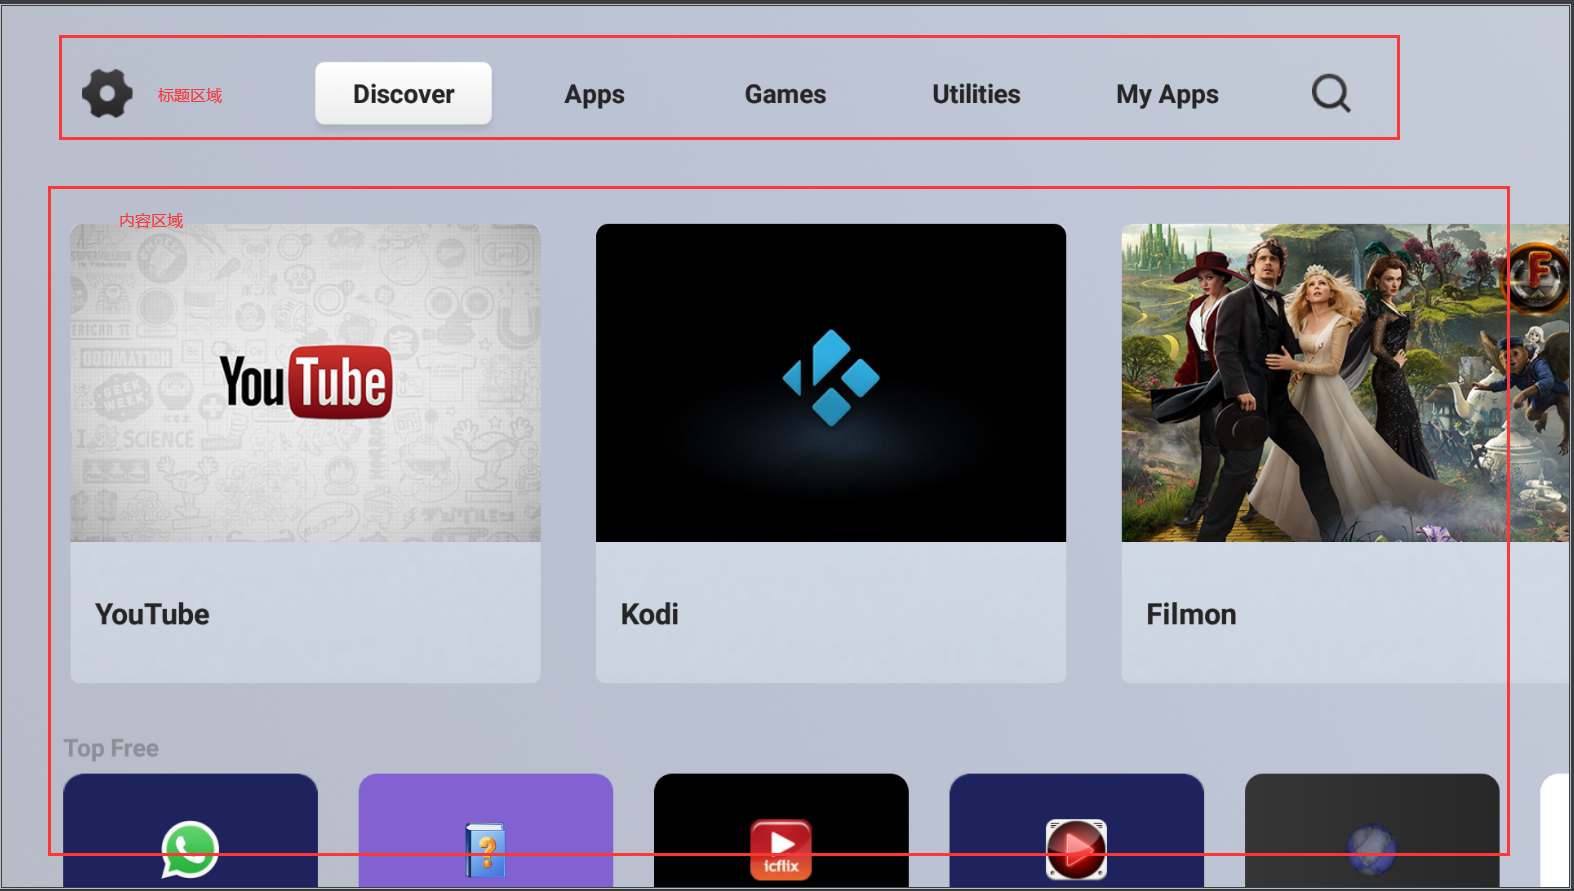 标题区域
Discover
Apps
Games
Utilities
My Apps
内容区域
YouTube
SCIENCE
F
YouTube
Kodi
Filmon
Top Free
?
icflix